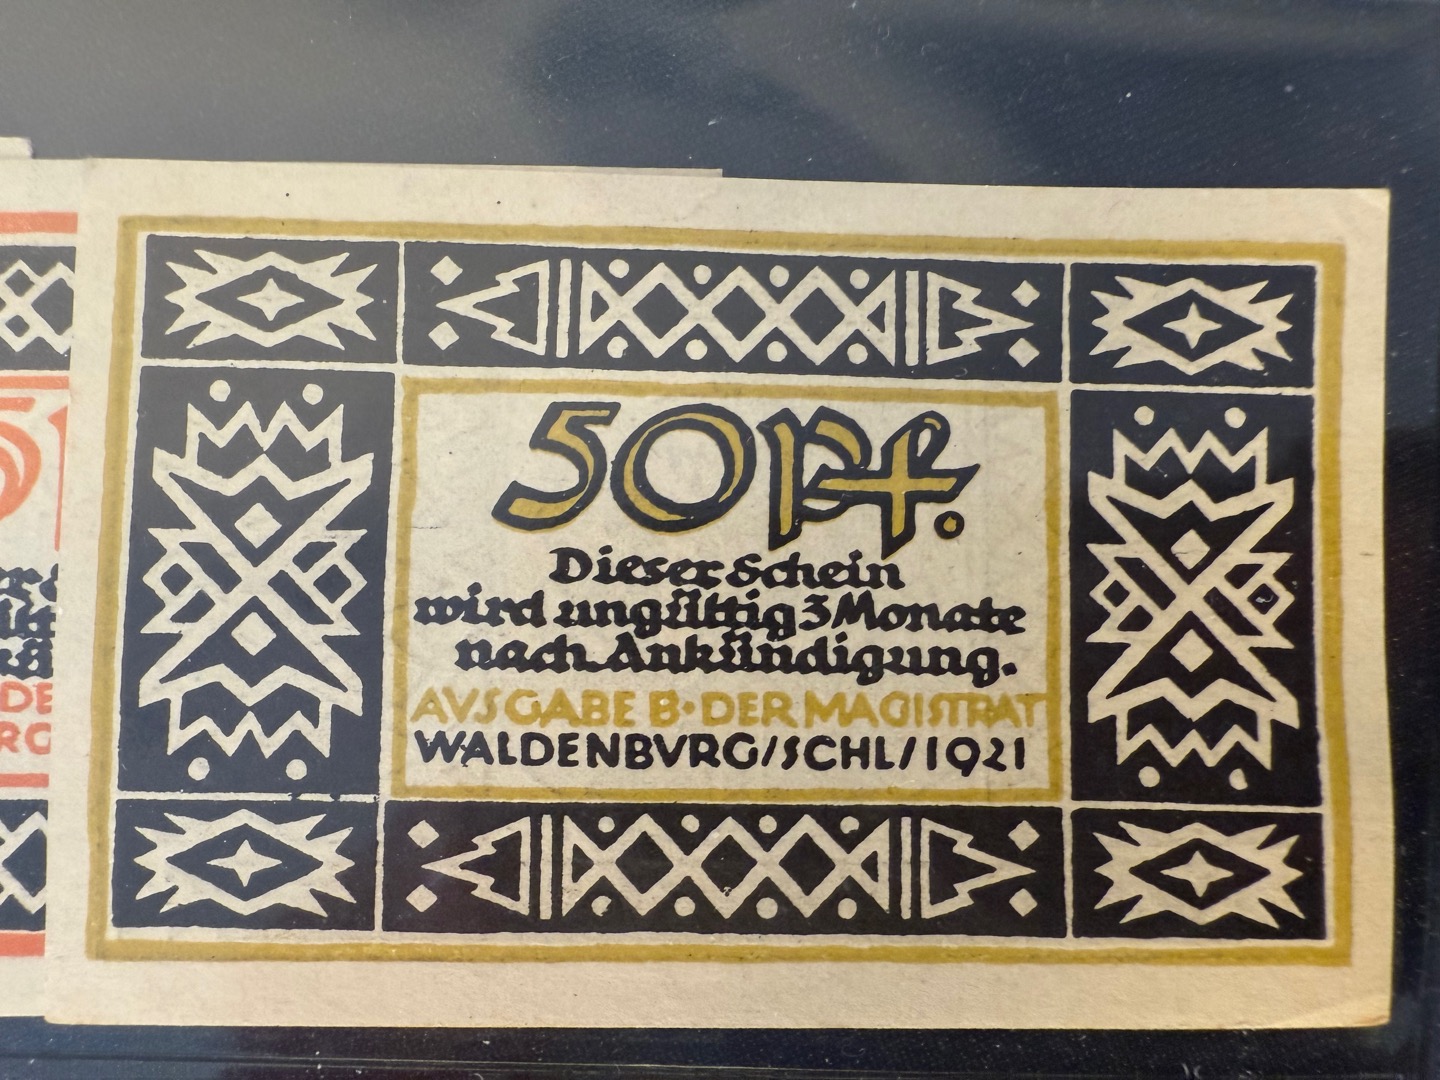 50 Pf.
Dieser Schein
wird ungültig 3 Monate
nach Ankündigung.
AVSGABE B·DER MAGISTRAT
WALDENBVRG/SCHL/1921